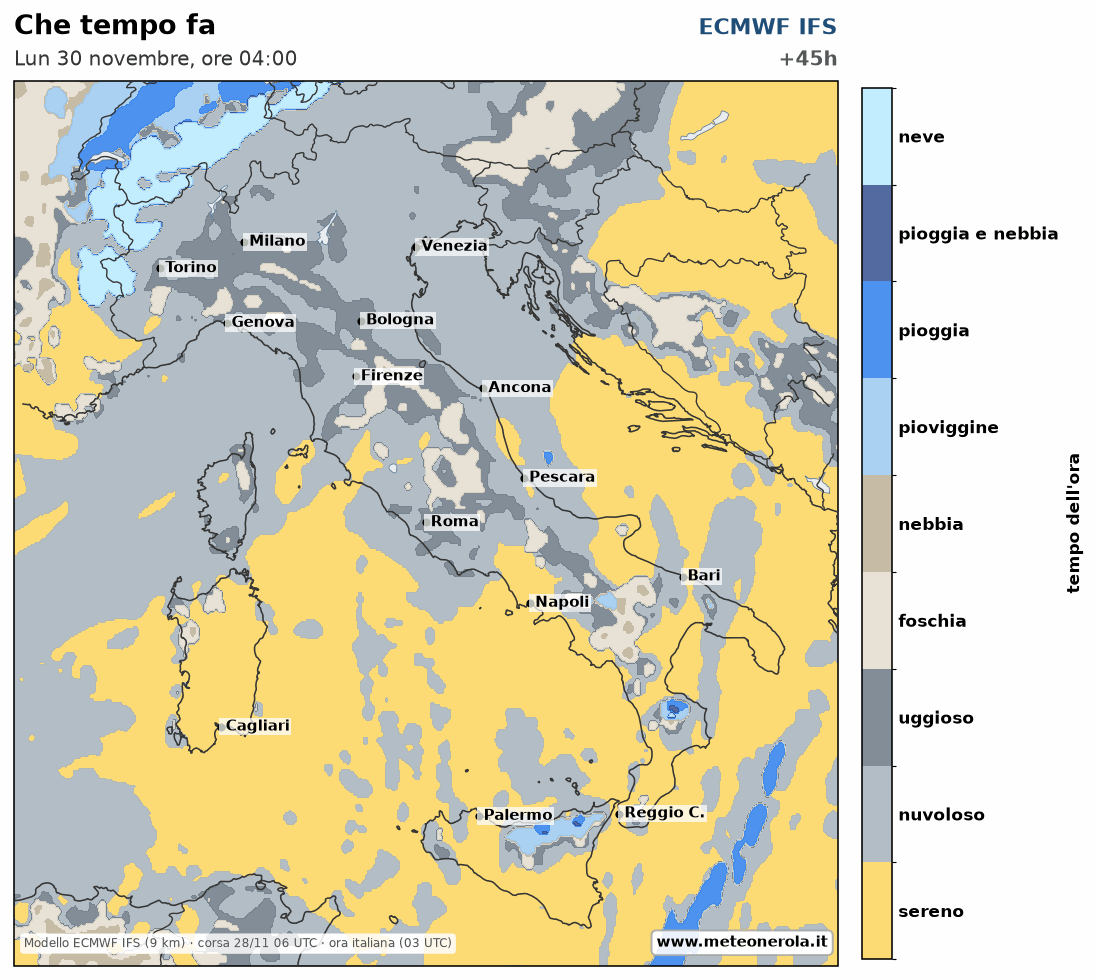 Che tempo fa
ECMWF IFS
Lun 30 novembre, ore 04:00
+45h
neve
pioggia e nebbia
pioggia
pioviggine
nebbia
foschia
uggioso
nuvoloso
sereno
tempo dell'ora
Milano
Venezia
Torino
Genova
Bologna
Firenze
Ancona
Pescara
Roma
Bari
Napoli
Cagliari
Palermo
Reggio C.
Modello ECMWF IFS (9 km) · corsa 28/11 06 UTC · ora italiana (03 UTC)
www.meteonerola.it